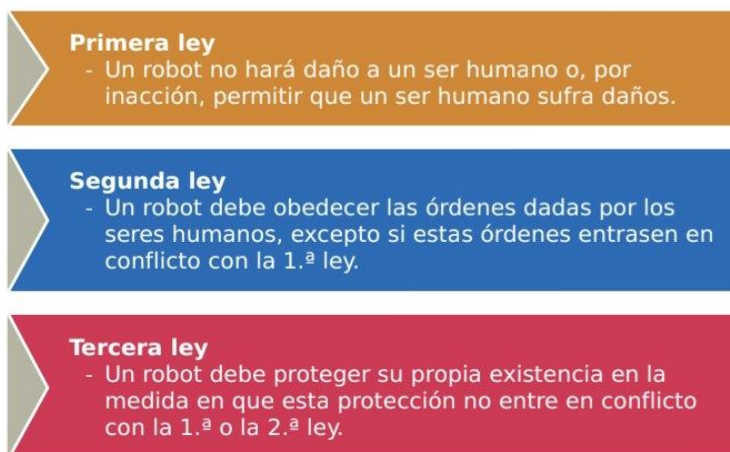 Primera ley
- Un robot no hará daño a un ser humano o, por
inacción, permitir que un ser humano sufra daños.
Segunda ley
- Un robot debe obedecer las órdenes dadas por los
seres humanos, excepto si estas órdenes entrasen en
conflicto con la 1.ª ley.
Tercera ley
- Un robot debe proteger su propia existencia en la
medida en que esta protección no entre en conflicto
con la 1.ª o la 2.ª ley.